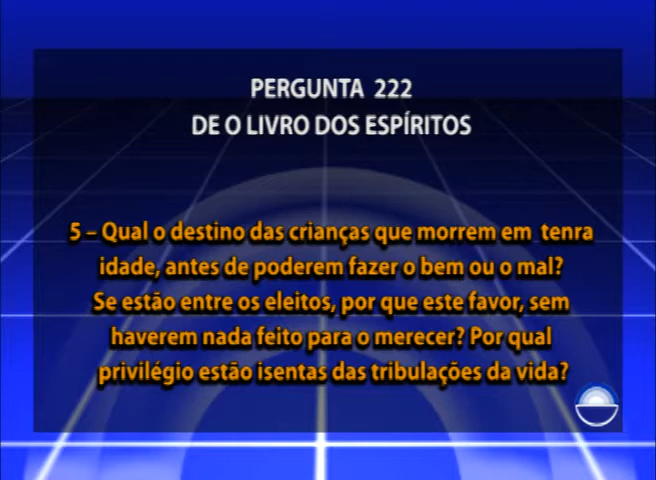 PERGUNTA 222
DE O LIVRO DOS ESPÍRITOS
5 – Qual o destino das crianças que morrem em tenra
idade, antes de poderem fazer o bem ou o mal?
Se estão entre os eleitos, por que este favor, sem
haverem nada feito para o merecer? Por qual
privilégio estão isentas das tribulações da vida?